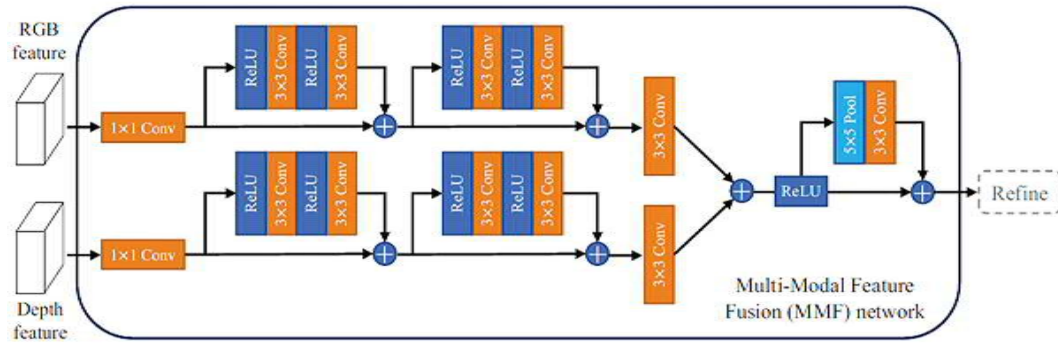 RGB
feature
1×1 Conv
ReLU
3×3 Conv
ReLU
3×3 Conv
ReLU
3×3 Conv
ReLU
3×3 Conv
3×3 Conv
Depth
feature
1×1 Conv
ReLU
3×3 Conv
ReLU
3×3 Conv
ReLU
3×3 Conv
ReLU
3×3 Conv
3×3 Conv
ReLU
5×5 Pool
3×3 Conv
Refine
Multi-Modal Feature
Fusion (MMF) network